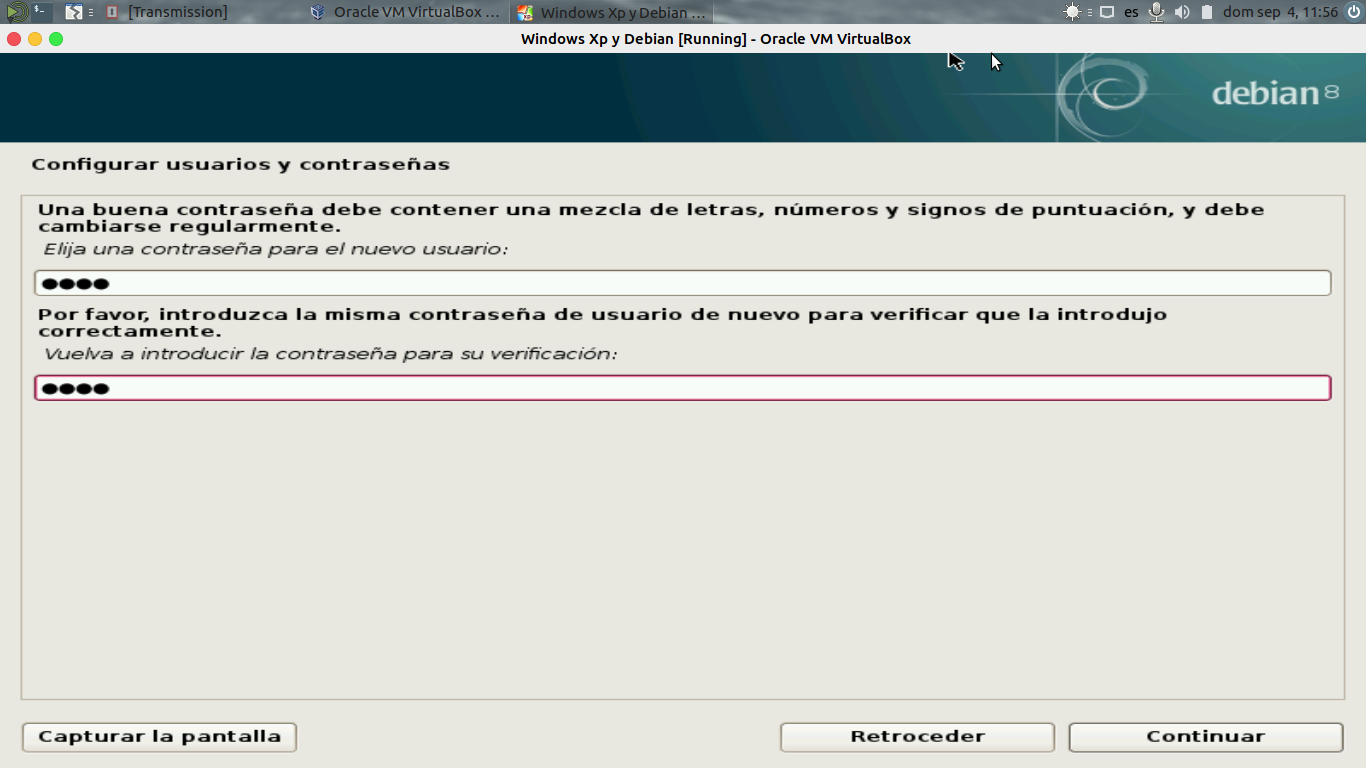 [Transmission]
Oracle VM VirtualBox ...
Windows Xp y Debian ...
es
dom sep 4, 11:56
Windows Xp y Debian [Running] - Oracle VM VirtualBox
debian 8
Configurar usuarios y contraseñas
Una buena contraseña debe contener una mezcla de letras, números y signos de puntuación, y debe
cambiarse regularmente.
Elija una contraseña para el nuevo usuario:
●●●●
Por favor, introduzca la misma contraseña de usuario de nuevo para verificar que la introdujo
correctamente.
Vuelva a introducir la contraseña para su verificación:
●●●●
Capturar la pantalla
Retroceder
Continuar